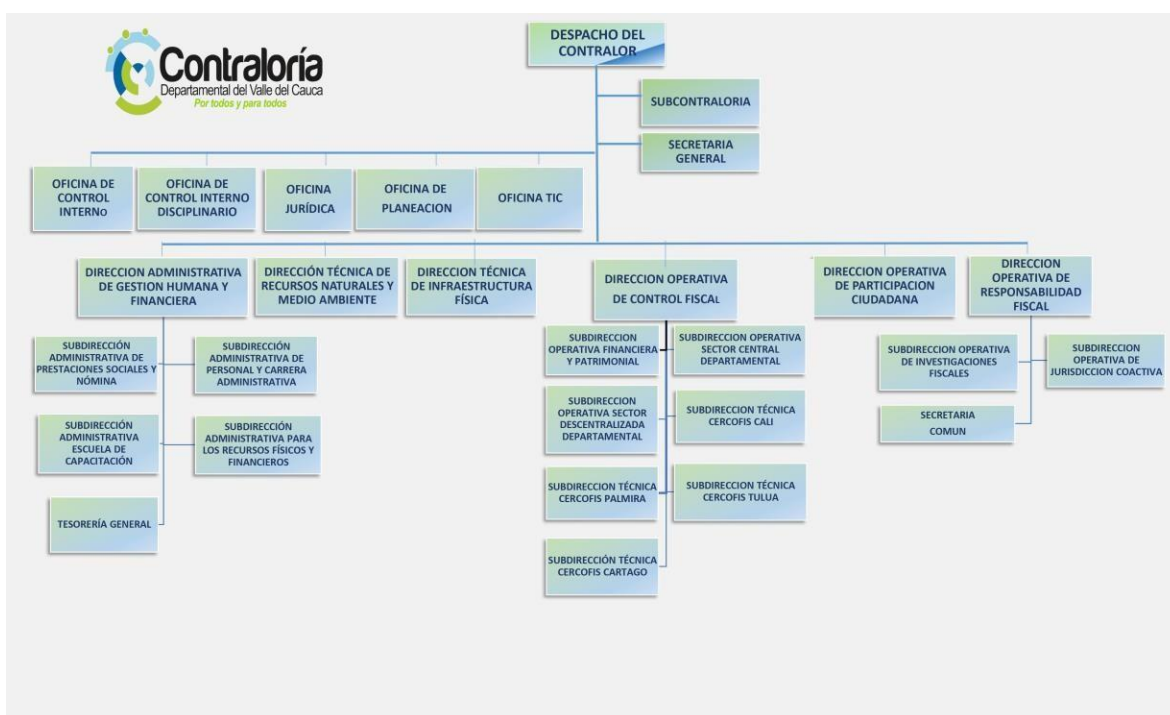 Contraloría
Departamental del Valle del Cauca
Por todos y para todos
DESPACHO DEL
CONTRALOR
SUBCONTRALORIA
SECRETARIA
GENERAL
OFICINA DE
CONTROL
INTERNO
OFICINA DE
CONTROL INTERNO
DISCIPLINARIO
OFICINA
JURÍDICA
OFICINA DE
PLANEACION
OFICINA TIC
DIRECCION ADMINISTRATIVA
DE GESTION HUMANA Y
FINANCIERA
DIRECCIÓN TÉCNICA DE
RECURSOS NATURALES Y
MEDIO AMBIENTE
DIRECCION TÉCNICA
DE INFRAESTRUCTURA
FÍSICA
DIRECCION OPERATIVA
DE CONTROL FISCAL
DIRECCION OPERATIVA
DE PARTICIPACION
CIUDADANA
DIRECCION
OPERATIVA DE
RESPONSABILIDAD
FISCAL
SUBDIRECCIÓN
ADMINISTRATIVA DE
PRESTACIONES SOCIALES Y
NÓMINA
SUBDIRECCIÓN
ADMINISTRATIVA DE
PERSONAL Y CARRERA
ADMINISTRATIVA
SUBDIRECCION
OPERATIVA FINANCIERA
Y PATRIMONIAL
SUBDIRECCION OPERATIVA
SECTOR CENTRAL
DEPARTAMENTAL
SUBDIRECCION OPERATIVA
DE INVESTIGACIONES
FISCALES
SUBDIRECCION
OPERATIVA DE
JURISDICCION COACTIVA
SUBDIRECCIÓN
ADMINISTRATIVA
ESCUELA DE
CAPACITACIÓN
SUBDIRECCIÓN
ADMINISTRATIVA PARA
LOS RECURSOS FÍSICOS Y
FINANCIEROS
SUBDIRECCION
OPERATIVA SECTOR
DESCENTRALIZADA
DEPARTAMENTAL
SUBDIRECCION TÉCNICA
CERCOFIS CALI
SECRETARIA
COMUN
SUBDIRECCION TÉCNICA
CERCOFIS PALMIRA
SUBDIRECCION TÉCNICA
CERCOFIS TULUA
TESORERÍA GENERAL
SUBDIRECCIÓN TÉCNICA
CERCOFIS CARTAGO